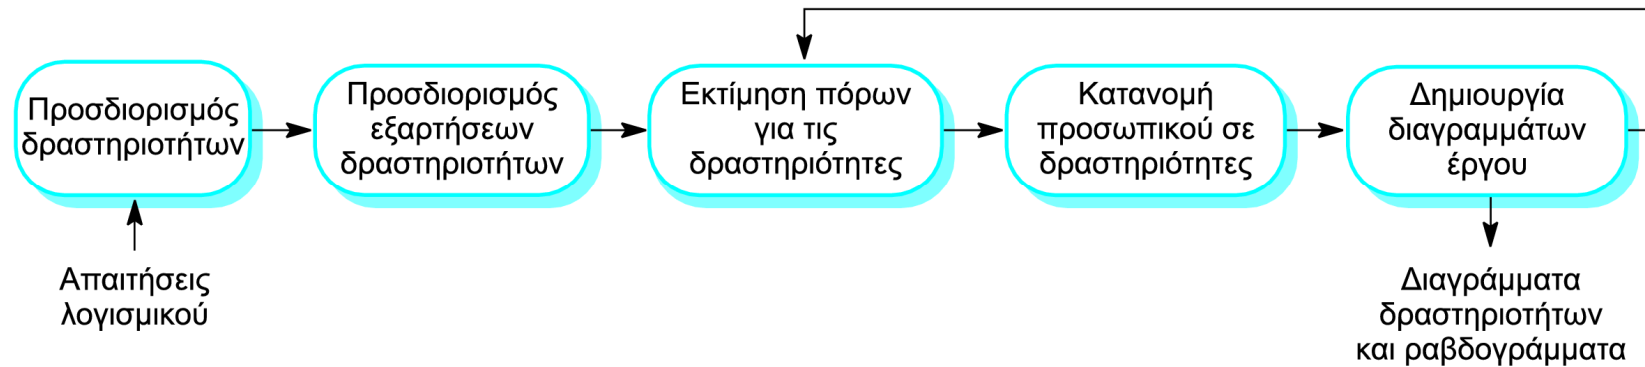 Προσδιορισμός
δραστηριοτήτων
Προσδιορισμός
εξαρτήσεων
δραστηριοτήτων
Εκτίμηση πόρων
για τις
δραστηριότητες
Κατανομή
προσωπικού σε
δραστηριότητες
Δημιουργία
διαγραμμάτων
έργου
Απαιτήσεις
λογισμικού
Διαγράμματα
δραστηριοτήτων
και ραβδογράμματα